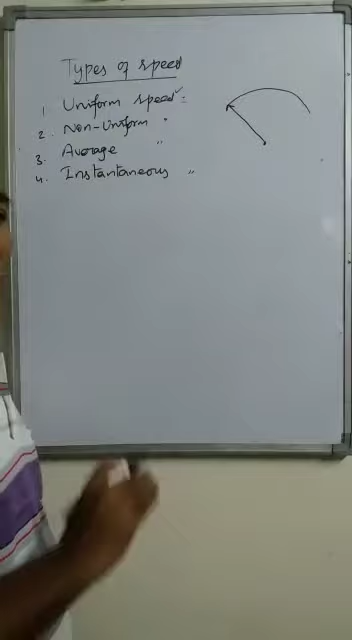 Types of speed
1. Uniform speed :
2. Non-Uniform "
3. Average "
4. Instantaneous "